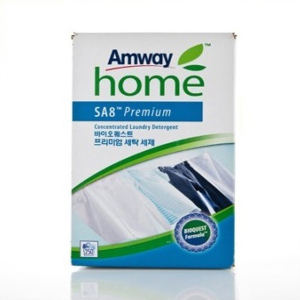 Amway
home™
SA8™ Premium
Concentrated Laundry Detergent
바이오퀘스트
프리미엄 세탁 세제
BIOQUEST
Formula™